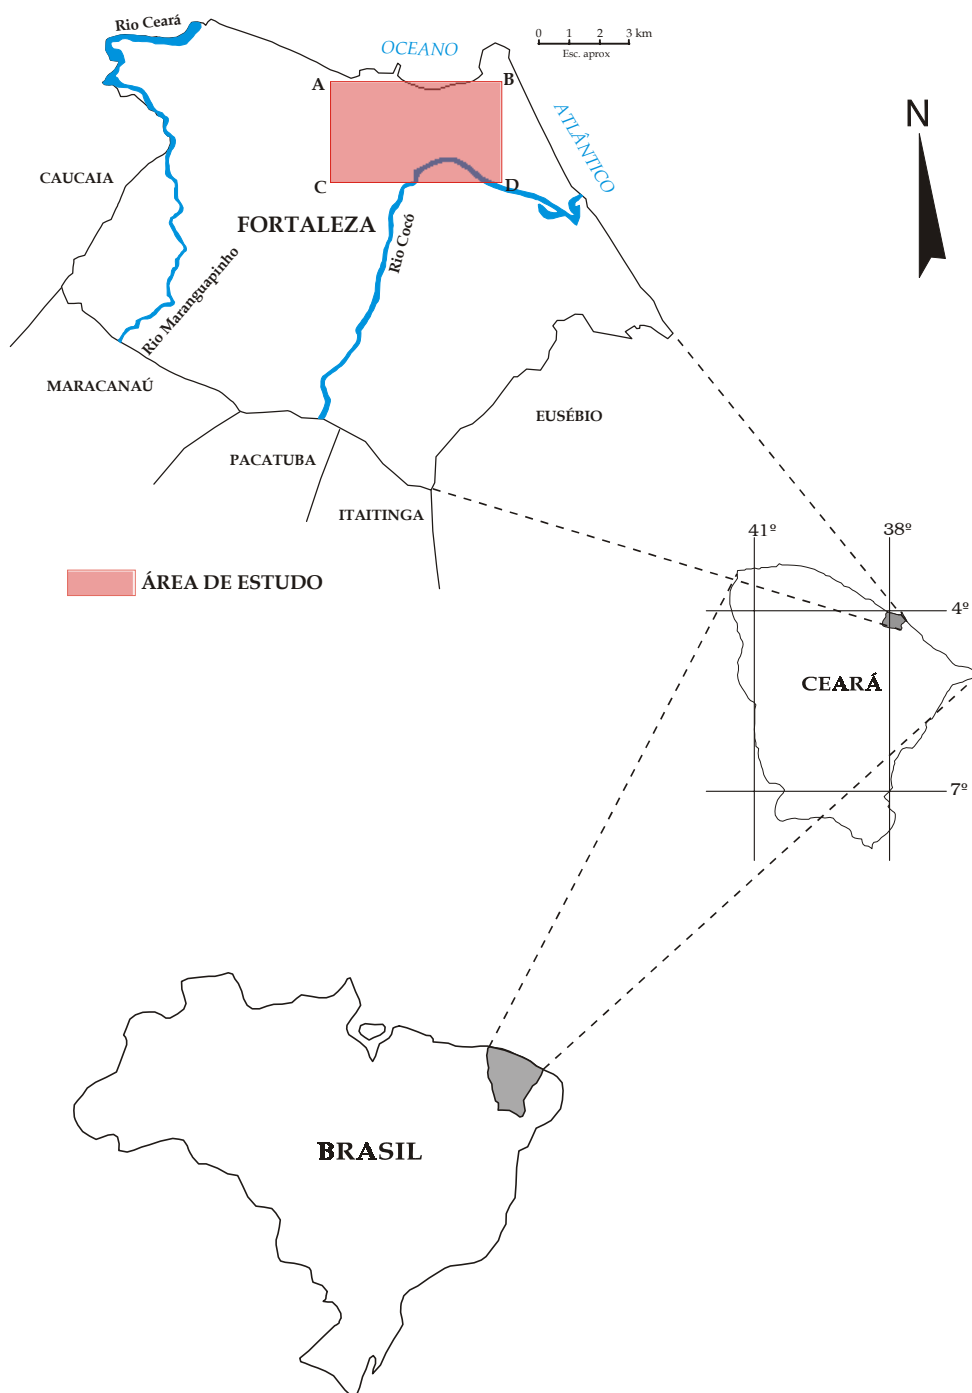 Rio Ceará
OCEANO
0 1 2 3 km
Esc. aprox
A
B
ATLÂNTICO
N
CAUCAIA
C
D
FORTALEZA
Rio Cocó
Rio Maranguapinho
MARACANAÚ
EUSÉBIO
PACATUBA
ITAITINGA
41º
38º
ÁREA DE ESTUDO
4º
CEARÁ
7º
BRASIL